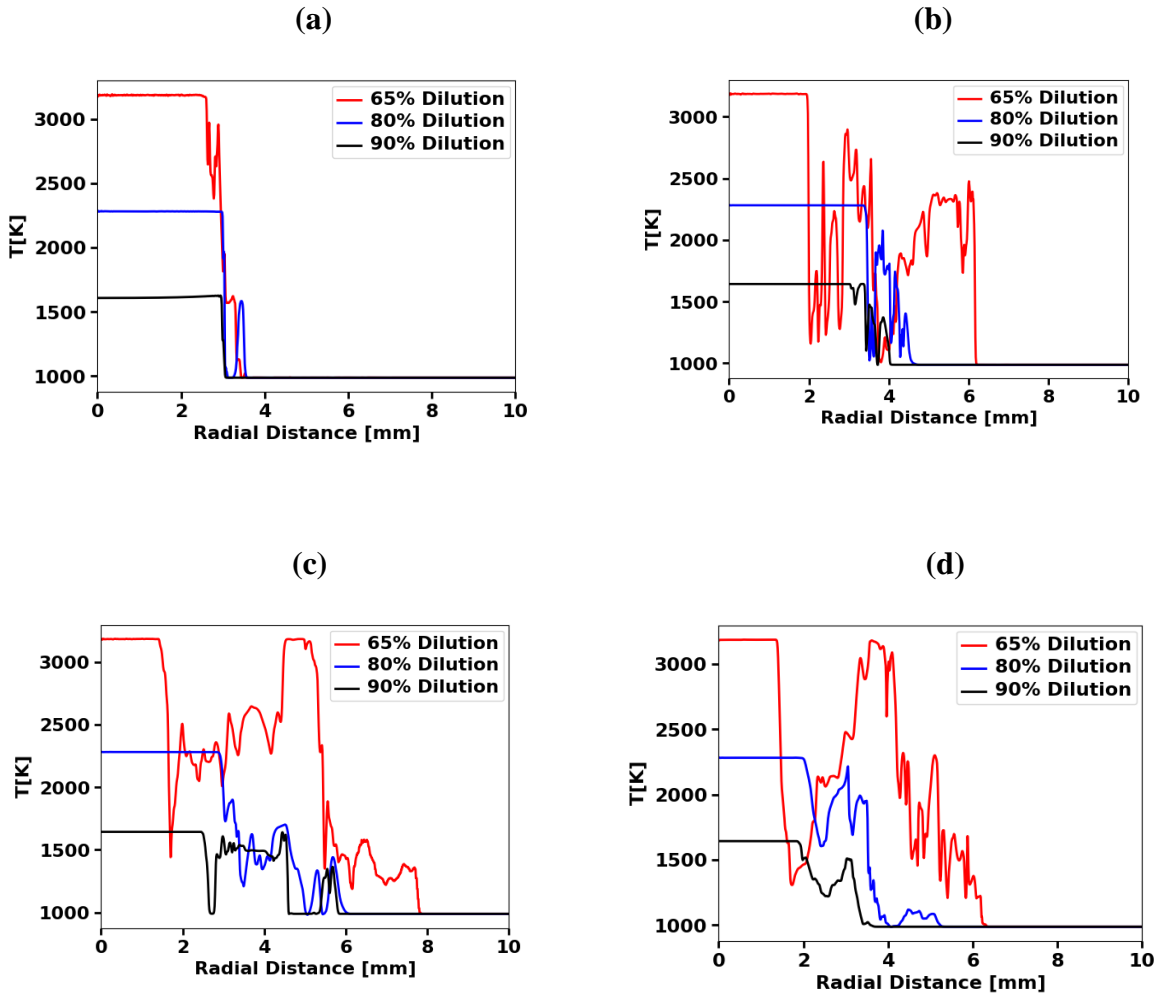 (a)
(b)
65% Dilution
80% Dilution
90% Dilution
3000
2500
2000
1500
1000
T[K]
0 2 4 6 8 10
Radial Distance [mm]
65% Dilution
80% Dilution
90% Dilution
3000
2500
2000
1500
1000
T[K]
0 2 4 6 8 10
Radial Distance [mm]
(c)
(d)
65% Dilution
80% Dilution
90% Dilution
3000
2500
2000
1500
1000
T[K]
0 2 4 6 8 10
Radial Distance [mm]
65% Dilution
80% Dilution
90% Dilution
3000
2500
2000
1500
1000
T[K]
0 2 4 6 8 10
Radial Distance [mm]